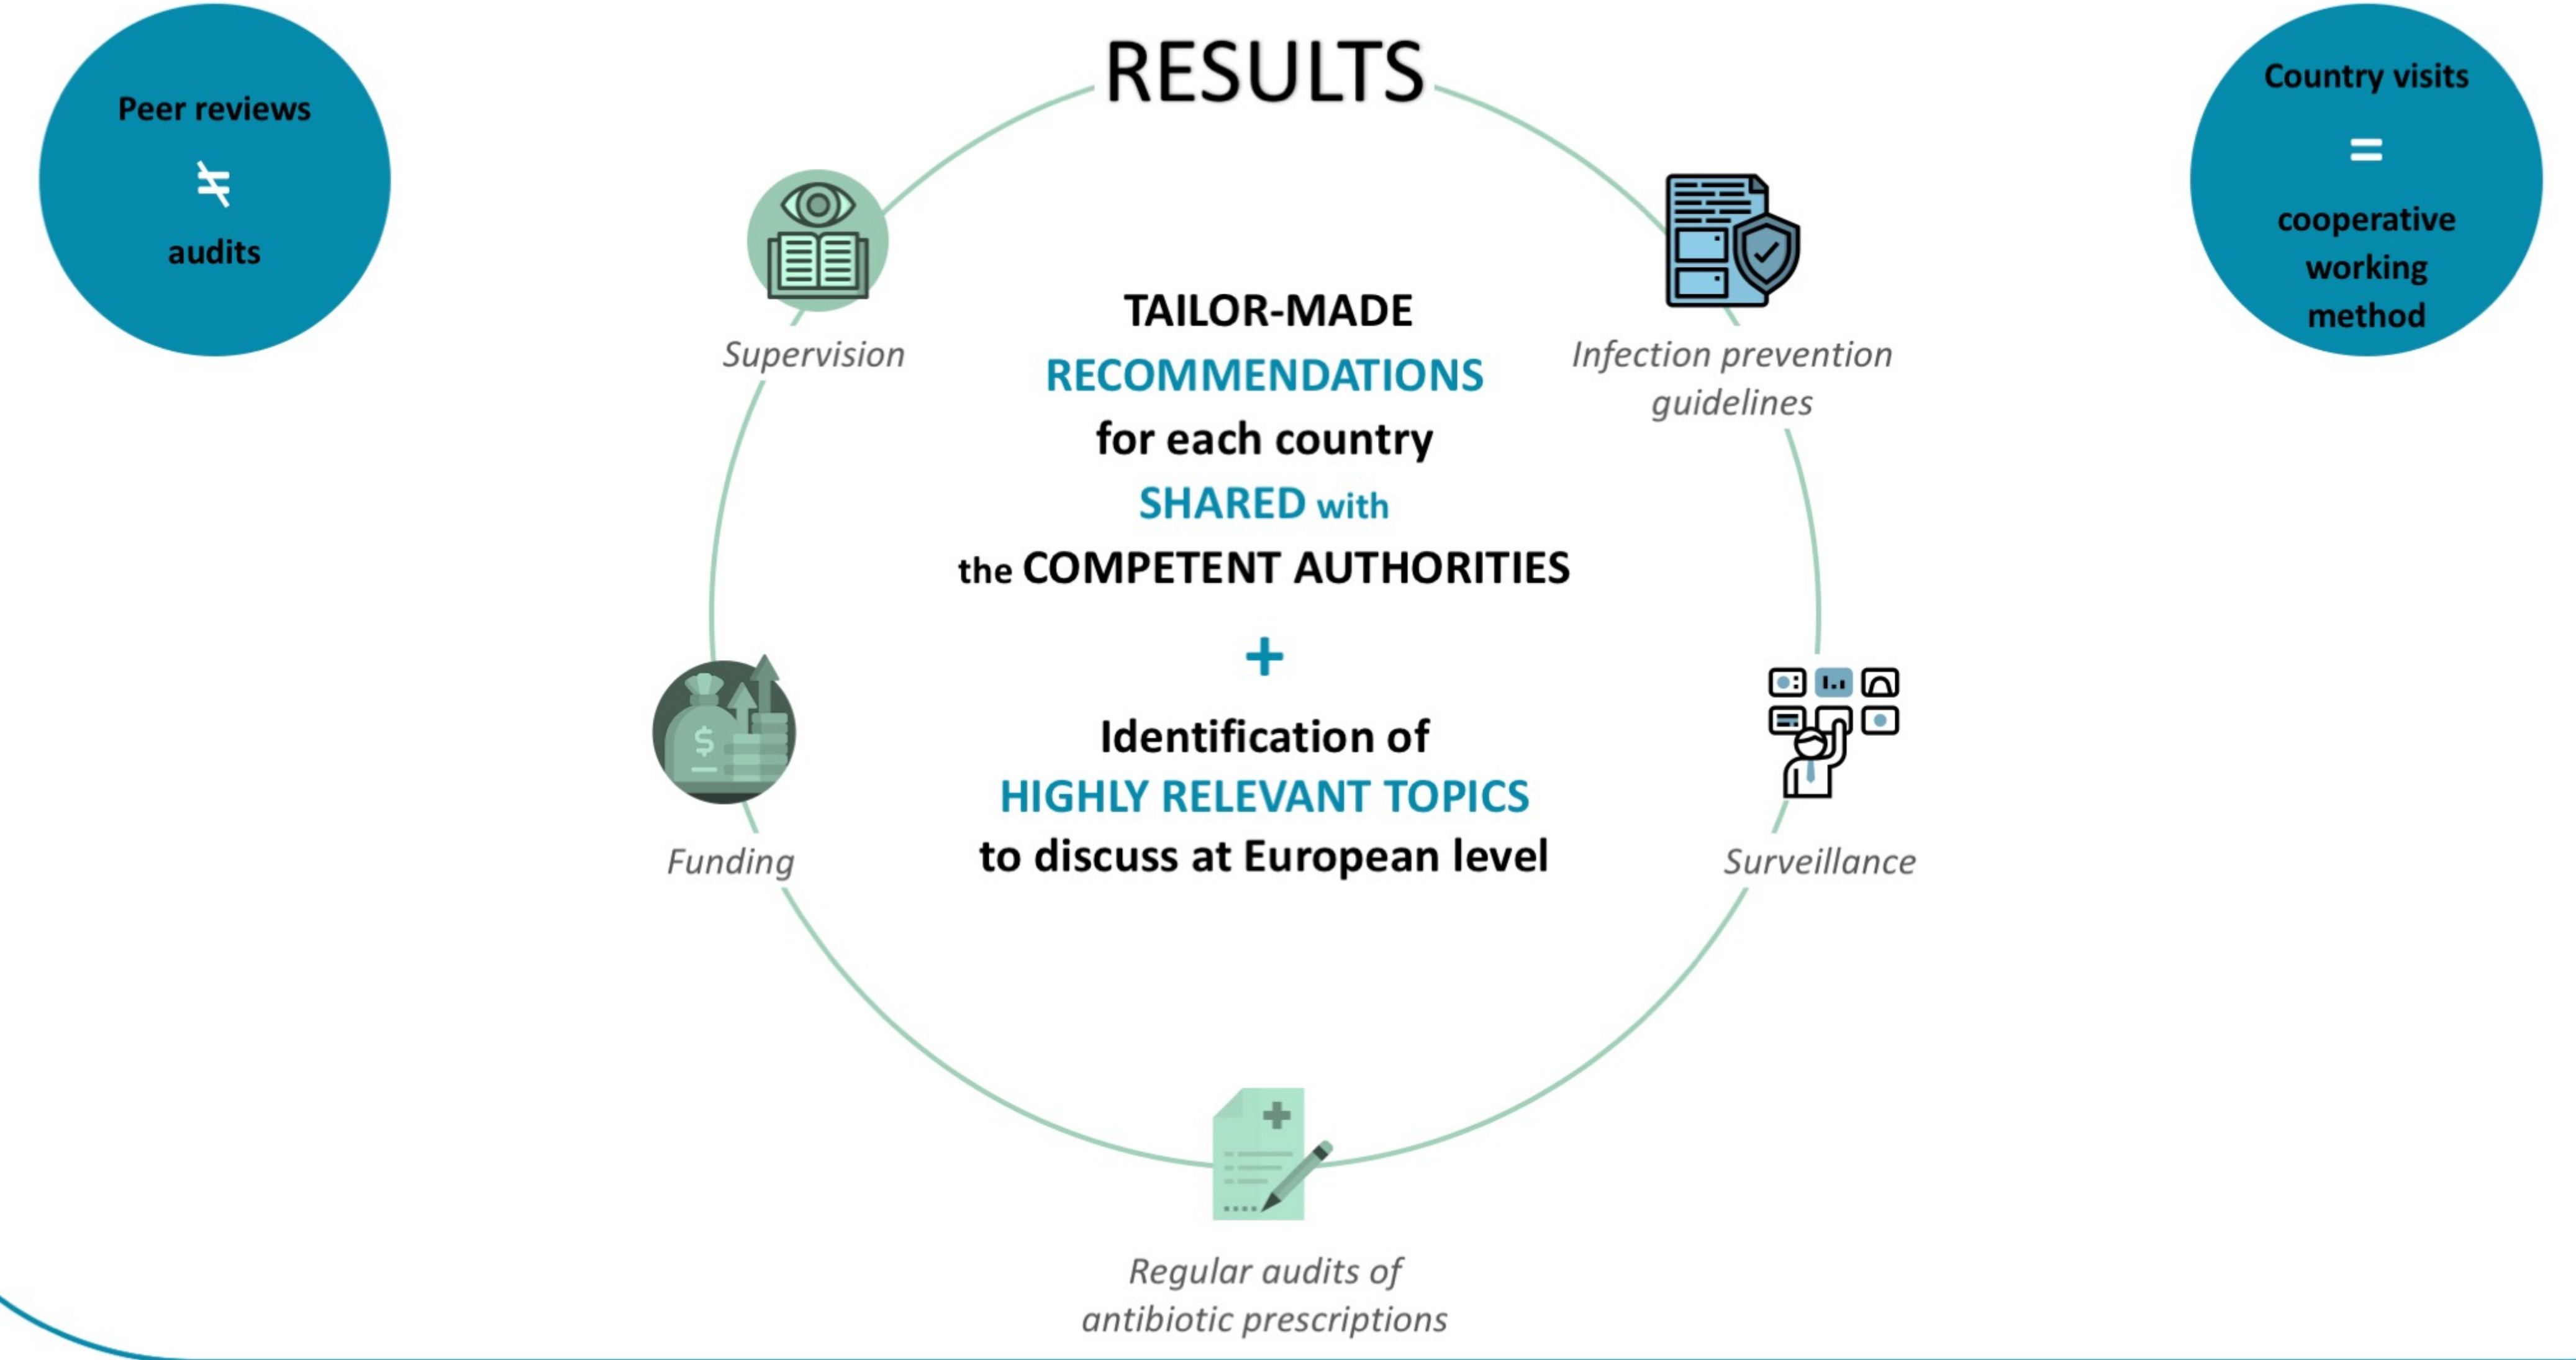 Peer reviews
≠
audits
RESULTS
Country visits
=
cooperative
working
method
Supervision
Infection prevention
guidelines
TAILOR-MADE
RECOMMENDATIONS
for each country
SHARED with
the COMPETENT AUTHORITIES
+
Identification of
HIGHLY RELEVANT TOPICS
to discuss at European level
$
Funding
Surveillance
Regular audits of
antibiotic prescriptions